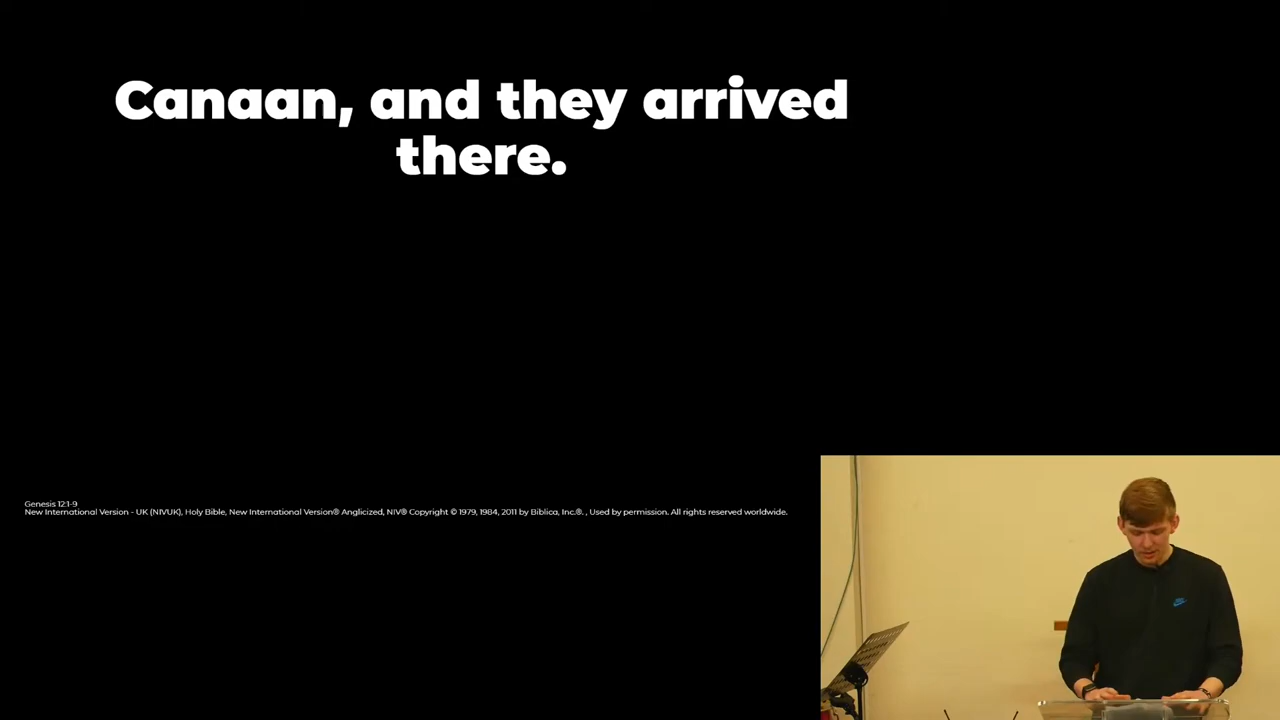 Canaan, and they arrived
there.
Genesis 12:1-9
New International Version - UK (NIVUK), Holy Bible, New International Version® Anglicized, NIV® Copyright © 1979, 1984, 2011 by Biblica, Inc.®. , Used by permission. All rights reserved worldwide.